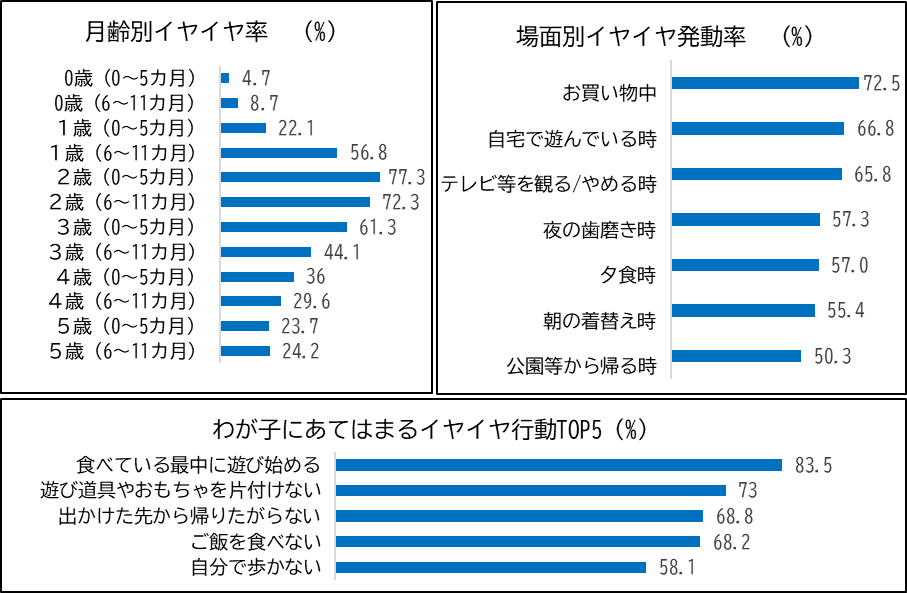 月齢別イヤイヤ率　（%）
0歳（0～5カ月） 4.7
0歳（6～11カ月） 8.7
１歳（0～5カ月） 22.1
１歳（6～11カ月） 56.8
２歳（0～5カ月） 77.3
２歳（6～11カ月） 72.3
３歳（0～5カ月） 61.3
３歳（6～11カ月） 44.1
４歳（0～5カ月） 36
４歳（6～11カ月） 29.6
５歳（0～5カ月） 23.7
５歳（6～11カ月） 24.2
場面別イヤイヤ発動率　（%）
お買い物中 72.5
自宅で遊んでいる時 66.8
テレビ等を観る/やめる時 65.8
夜の歯磨き時 57.3
夕食時 57.0
朝の着替え時 55.4
公園等から帰る時 50.3
わが子にあてはまるイヤイヤ行動TOP5（%）
食べている最中に遊び始める 83.5
遊び道具やおもちゃを片付けない 73
出かけた先から帰りたがらない 68.8
ご飯を食べない 68.2
自分で歩かない 58.1